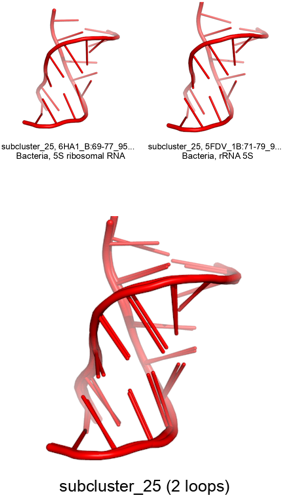 subcluster_25, 6HA1_B:69-77_95...
Bacteria, 5S ribosomal RNA
subcluster_25, 5FDV_1B:71-79_9...
Bacteria, rRNA 5S
subcluster_25 (2 loops)